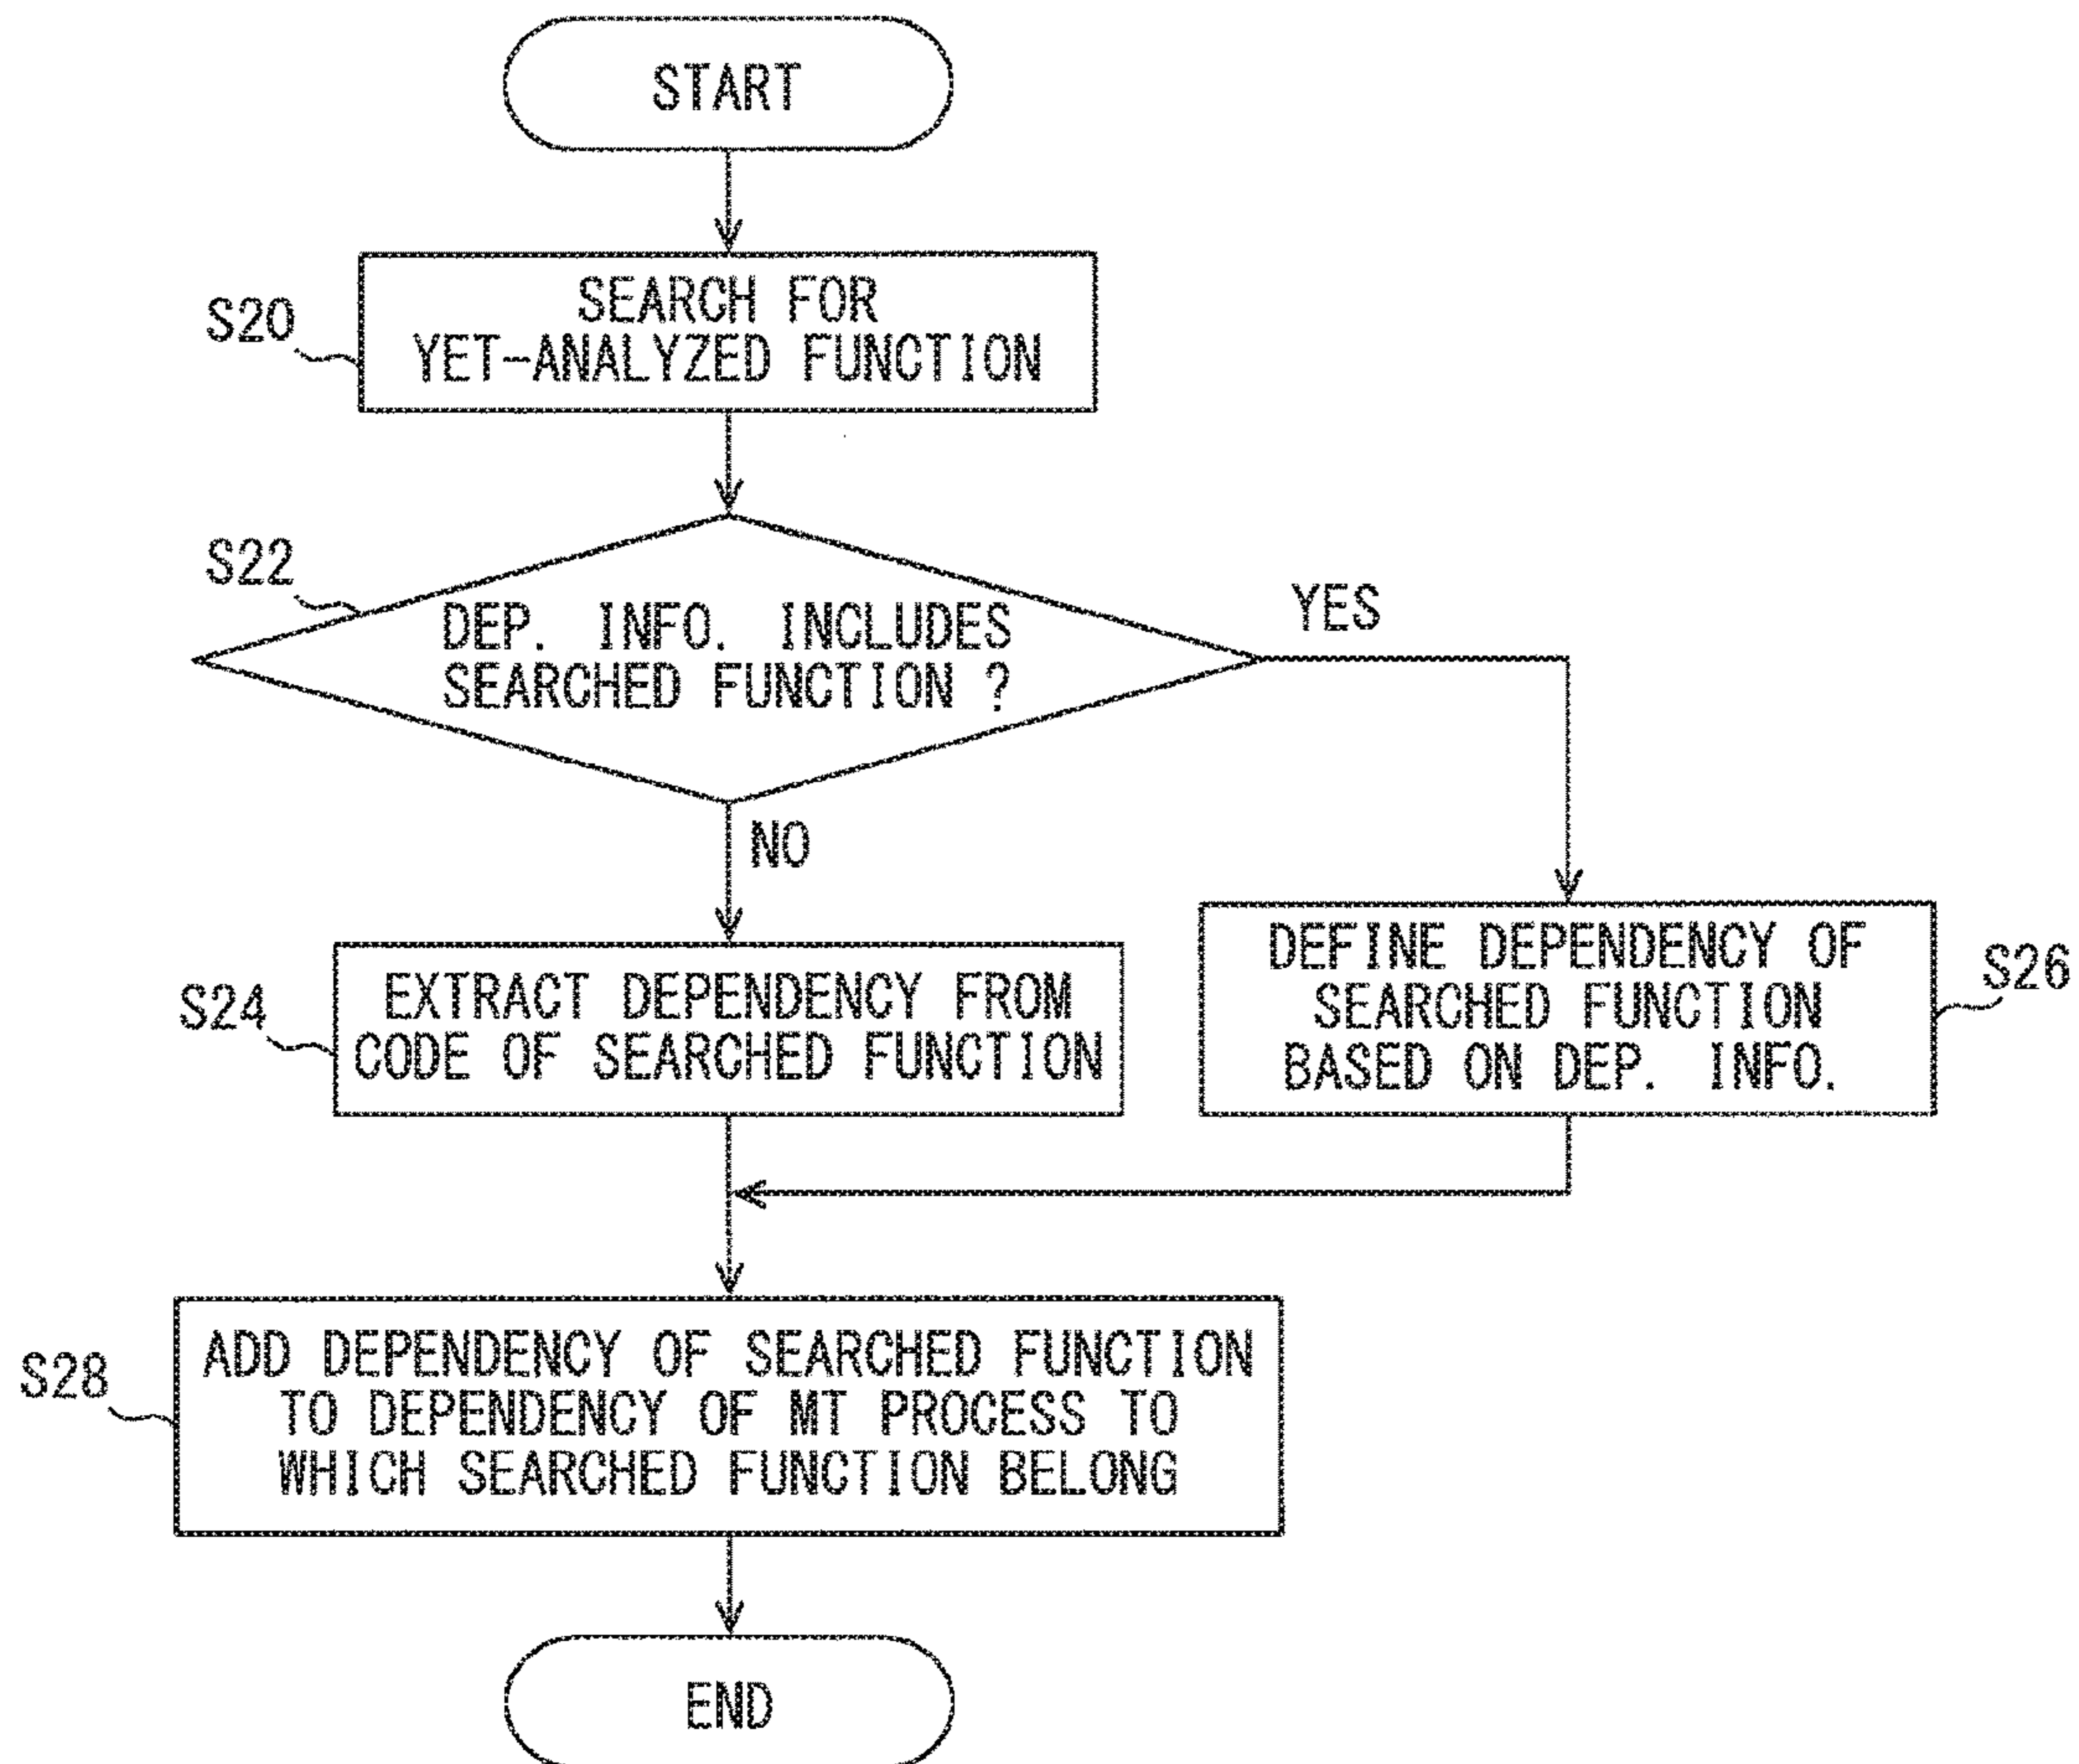 START
S20
SEARCH FOR
YET-ANALYZED FUNCTION
S22
DEP. INFO. INCLUDES
SEARCHED FUNCTION ?
YES
NO
S24
EXTRACT DEPENDENCY FROM
CODE OF SEARCHED FUNCTION
DEFINE DEPENDENCY OF
SEARCHED FUNCTION
BASED ON DEP. INFO.
S26
S28
ADD DEPENDENCY OF SEARCHED FUNCTION
TO DEPENDENCY OF MT PROCESS TO
WHICH SEARCHED FUNCTION BELONG
END